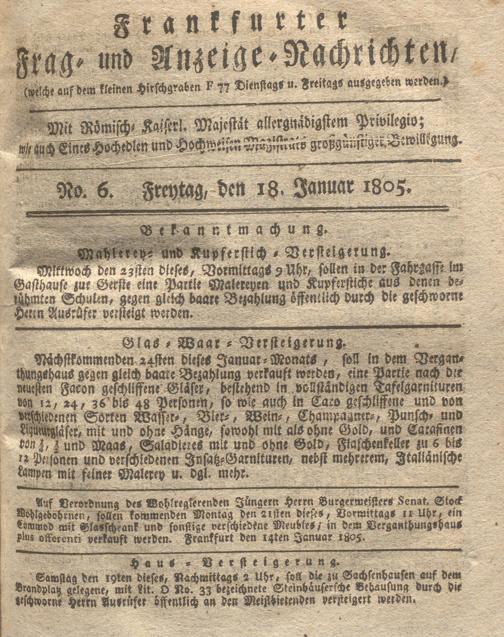 Frankfurter
Frag- und Anzeige-Nachrichten,
(welche auf dem kleinen Hirschgraben F 77 Dienstags u. Freitags ausgegeben werden.)
Mit Römisch-Kaiserl. Majestät allergnädigstem Privilegio;
wie auch Eines Hochedlen und Hochweisen Magistrats großgünstiger Bewilligung.
No. 6. Freytag, den 18. Januar 1805.
Bekanntmachung.
Mahlerey- und Kupferstich-Versteigerung.
Mittwoch den 23sten dieses, Vormittags 9 Uhr, sollen in der Fahrgasse im
Gasthause zur Gerste eine Partie Malereyen und Kupferstiche aus denen be-
rühmten Schulen, gegen gleich baare Bezahlung öffentlich durch die geschworne
Herrn Ausrüfer versteigt werden.
Glas-Waar-Versteigerung.
Nächstkommenden 24sten dieses Januar-Monats, soll in dem Vergan-
thungshaus gegen gleich baare Bezahlung verkauft werden, eine Partie nach die
neuesten Facon geschliffene Gläser, bestehend in vollständigen Tafelgarnituren
von 12, 24, 36 bis 48 Personen, so wie auch in Caro geschliffene und von
verschiedenen Sorten Wasser-, Bier-, Wein-, Champagner-, Punsch- und
Liqueurgläser, mit und ohne Hänge, sowohl mit als ohne Gold, und Caraffinen
von und Maas, Saladieres mit und ohne Gold, Flaschenkeller zu 6 bis
12 Personen und verschiedenen Insatz-Garnituren, nebst mehrerem, Italiänische
Lampen mit feiner Malerey u. dgl. mehr.
Auf Verordnung des Wohlregierenden Jüngern Herrn Burgermeisters Senat. Stock
Wohlgebohrnen, sollen kommenden Montag den 21sten dieses, Vormittags 11 Uhr, ein
Commod mit Glasschrank und sonstige verschiedene Meubles, in dem Verganthungshaus
plus offerenti verkauft werden. Frankfurt den 14ten Januar 1805.
Haus-Versteigerung.
Samstag den 19ten dieses, Nachmittags 2 Uhr, soll die zu Sachsenhausen auf dem
Brandplatz gelegene, mit Lit. O No. 33 bezeichnete Steinhäuserische Behausung durch die
geschworne Herrn Ausrüfer öffentlich an den Meistbietenden versteigert werden.